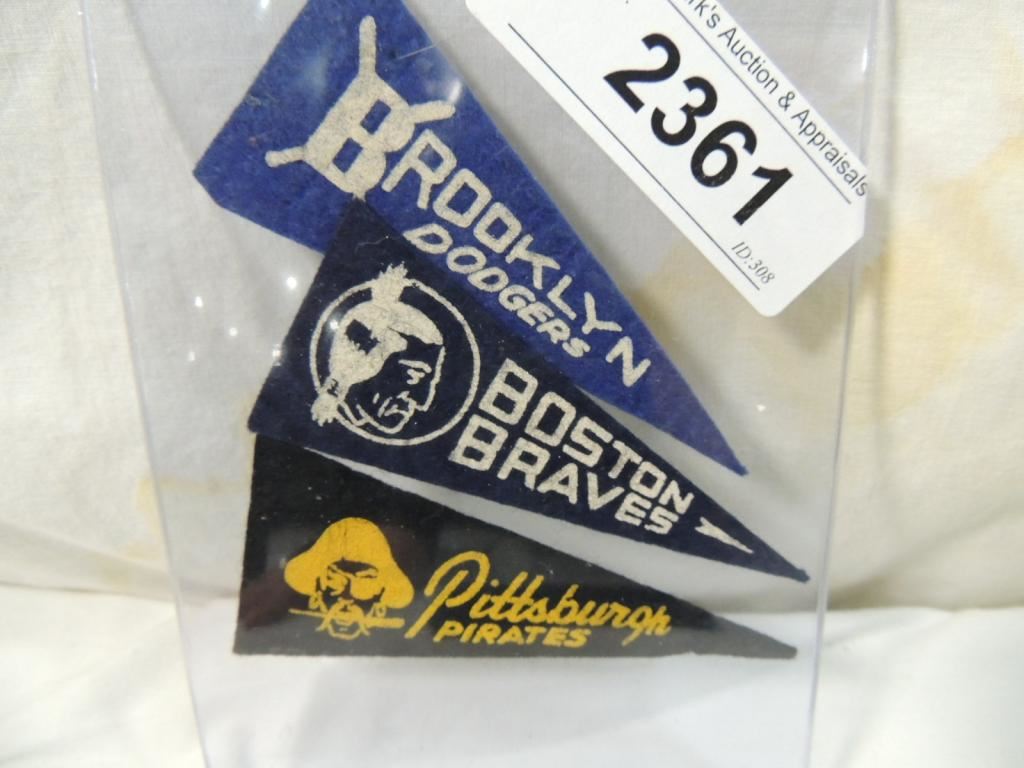 BROOKLYN
DODGERS
BOSTON
BRAVES
Pittsburgh
PIRATES
Auction & Appraisals
2361
ID:308